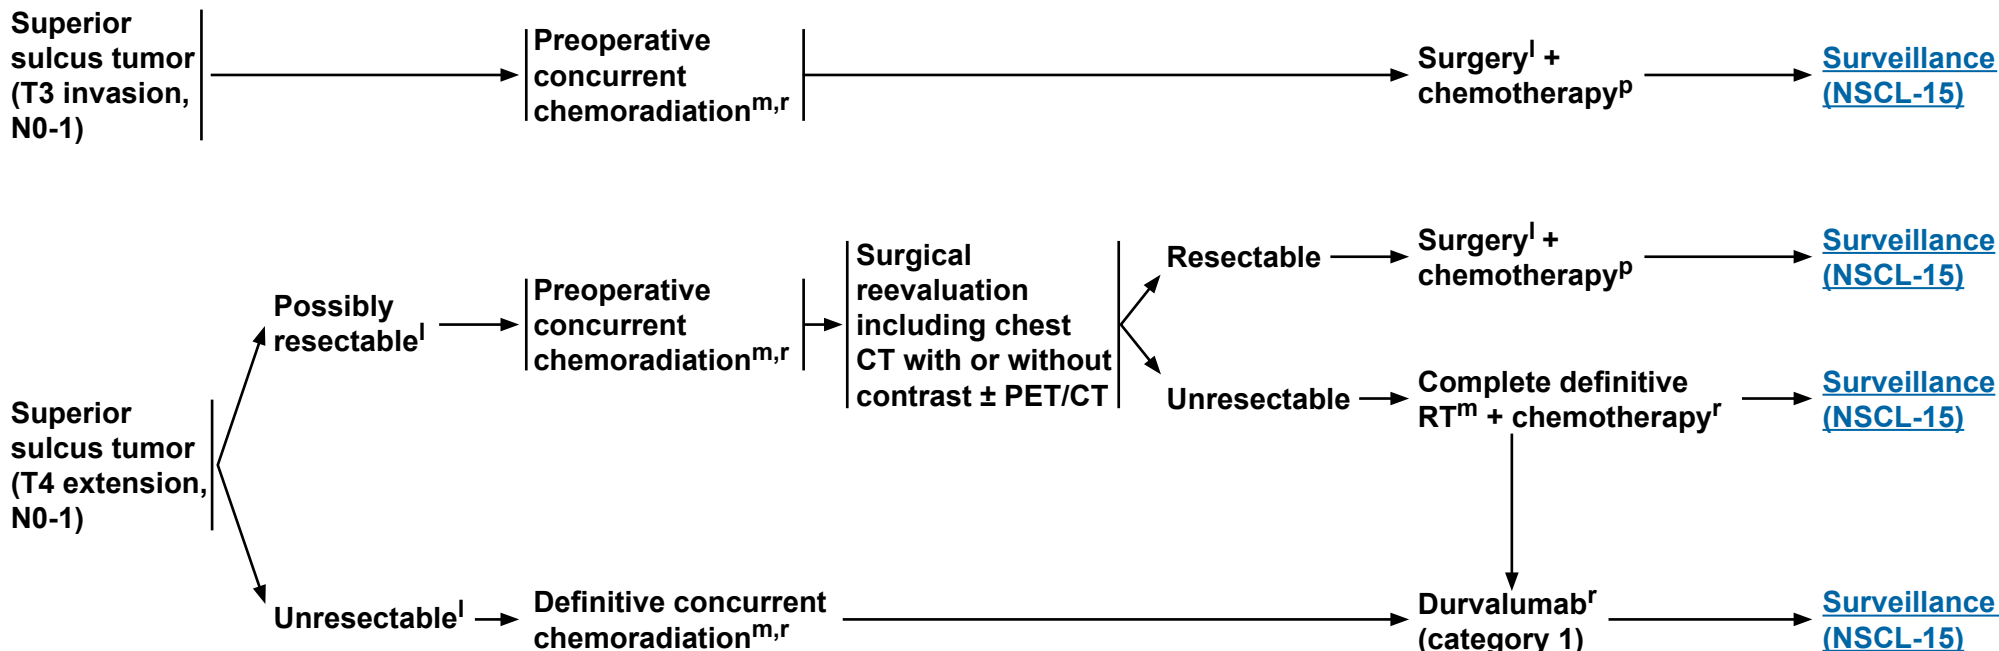 Superior
sulcus tumor
(T3 invasion,
N0-1)
Preoperative
concurrent
chemoradiationm,r
Surgeryl +
chemotherapyp
Surveillance
(NSCL-15)
Superior
sulcus tumor
(T4 extension,
N0-1)
Possibly
resectablel
Preoperative
concurrent
chemoradiationm,r
Surgical
reevaluation
including chest
CT with or without
contrast ± PET/CT
Resectable
Surgeryl +
chemotherapyp
Surveillance
(NSCL-15)
Unresectable
Complete definitive
RTm + chemotherapyr
Surveillance
(NSCL-15)
Unresectablel
Definitive concurrent
chemoradiationm,r
Durvalumabr
(category 1)
Surveillance
(NSCL-15)